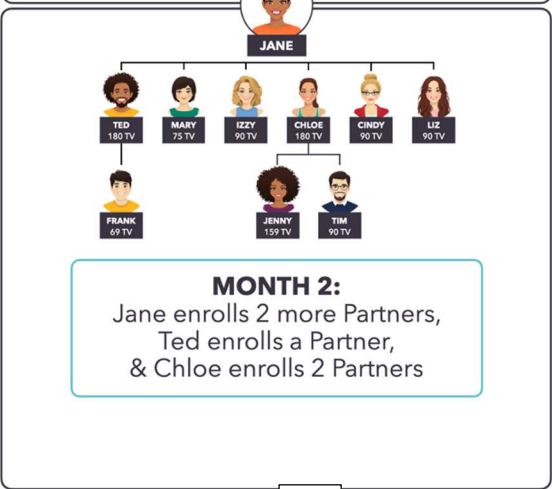 JANE
TED
180 TV
MARY
75 TV
IZZY
90 TV
CHLOE
180 TV
CINDY
90 TV
LIZ
90 TV
FRANK
69 TV
JENNY
159 TV
TIM
90 TV
MONTH 2:
Jane enrolls 2 more Partners,
Ted enrolls a Partner,
& Chloe enrolls 2 Partners